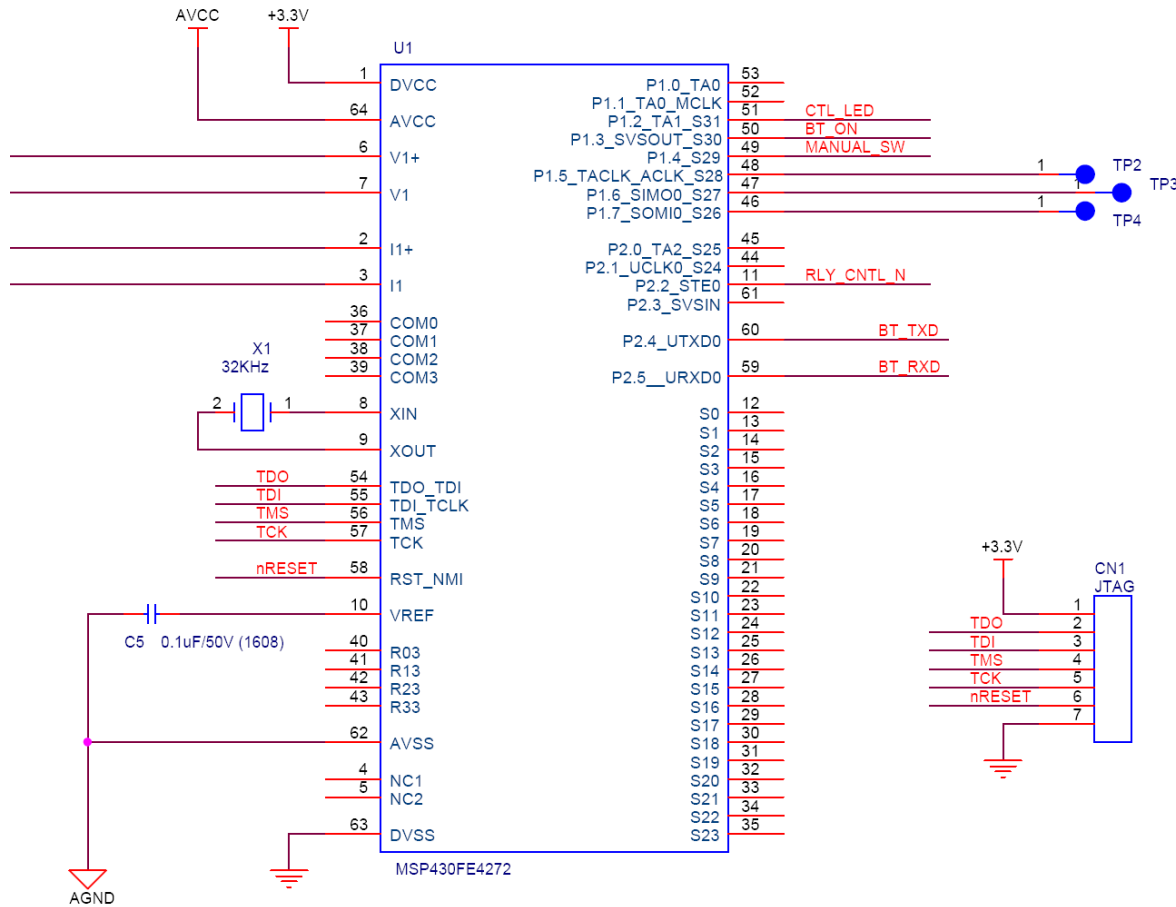 AVCC
+3.3V
U1
1
DVCC
64
AVCC
6
V1+
7
V1
2
I1+
3
I1
36
COM0
37
COM1
38
COM2
39
COM3
X1
32KHz
2
1
8
XIN
9
XOUT
TDO
54
TDO_TDI
TDI
55
TDI_TCLK
TMS
56
TMS
TCK
57
TCK
nRESET
58
RST_NMI
10
VREF
C5 0.1uF/50V (1608)
40
R03
41
R13
42
R23
43
R33
62
AVSS
4
NC1
5
NC2
63
DVSS
AGND
MSP430FE4272
P1.0_TA0
53
P1.1_TA0_MCLK
52
P1.2_TA1_S31
51
CTL_LED
P1.3_SVSOUT_S30
50
BT_ON
P1.4_S29
49
MANUAL_SW
P1.5_TACLK_ACLK_S28
48
1
TP2
P1.6_SIMO0_S27
47
1
TP3
P1.7_SOMI0_S26
46
1
TP4
P2.0_TA2_S25
45
P2.1_UCLK0_S24
44
P2.2_STE0
11
RLY_CNTL_N
P2.3_SVSIN
61
P2.4_UTXD0
60
BT_TXD
P2.5__URXD0
59
BT_RXD
S0
12
S1
13
S2
14
S3
15
S4
16
S5
17
S6
18
S7
19
S8
20
S9
21
S10
22
S11
23
S12
24
S13
25
S14
26
S15
27
S16
28
S17
29
S18
30
S19
31
S20
32
S21
33
S22
34
S23
35
+3.3V
CN1
JTAG
1
TDO
2
TDI
3
TMS
4
TCK
5
nRESET
6
7